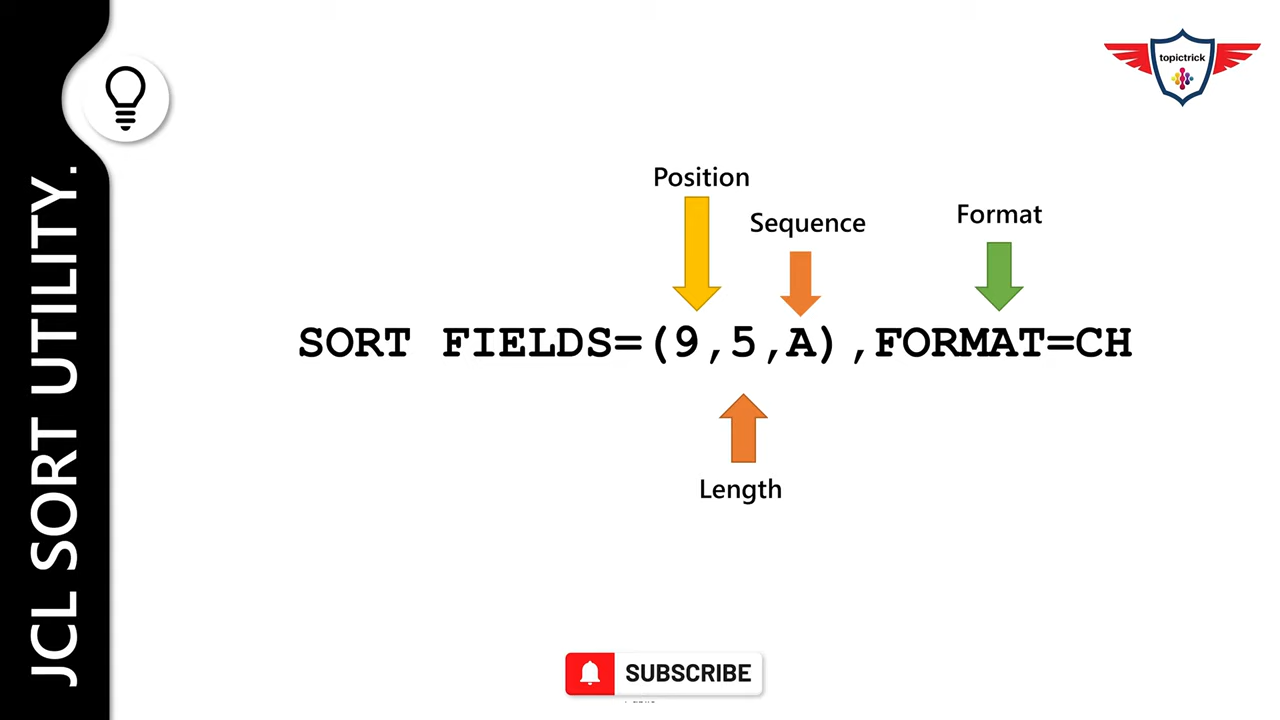 JCL SORT UTILITY.
topictrick
Position
Sequence
Format
SORT FIELDS=(9,5,A),FORMAT=CH
Length
SUBSCRIBE